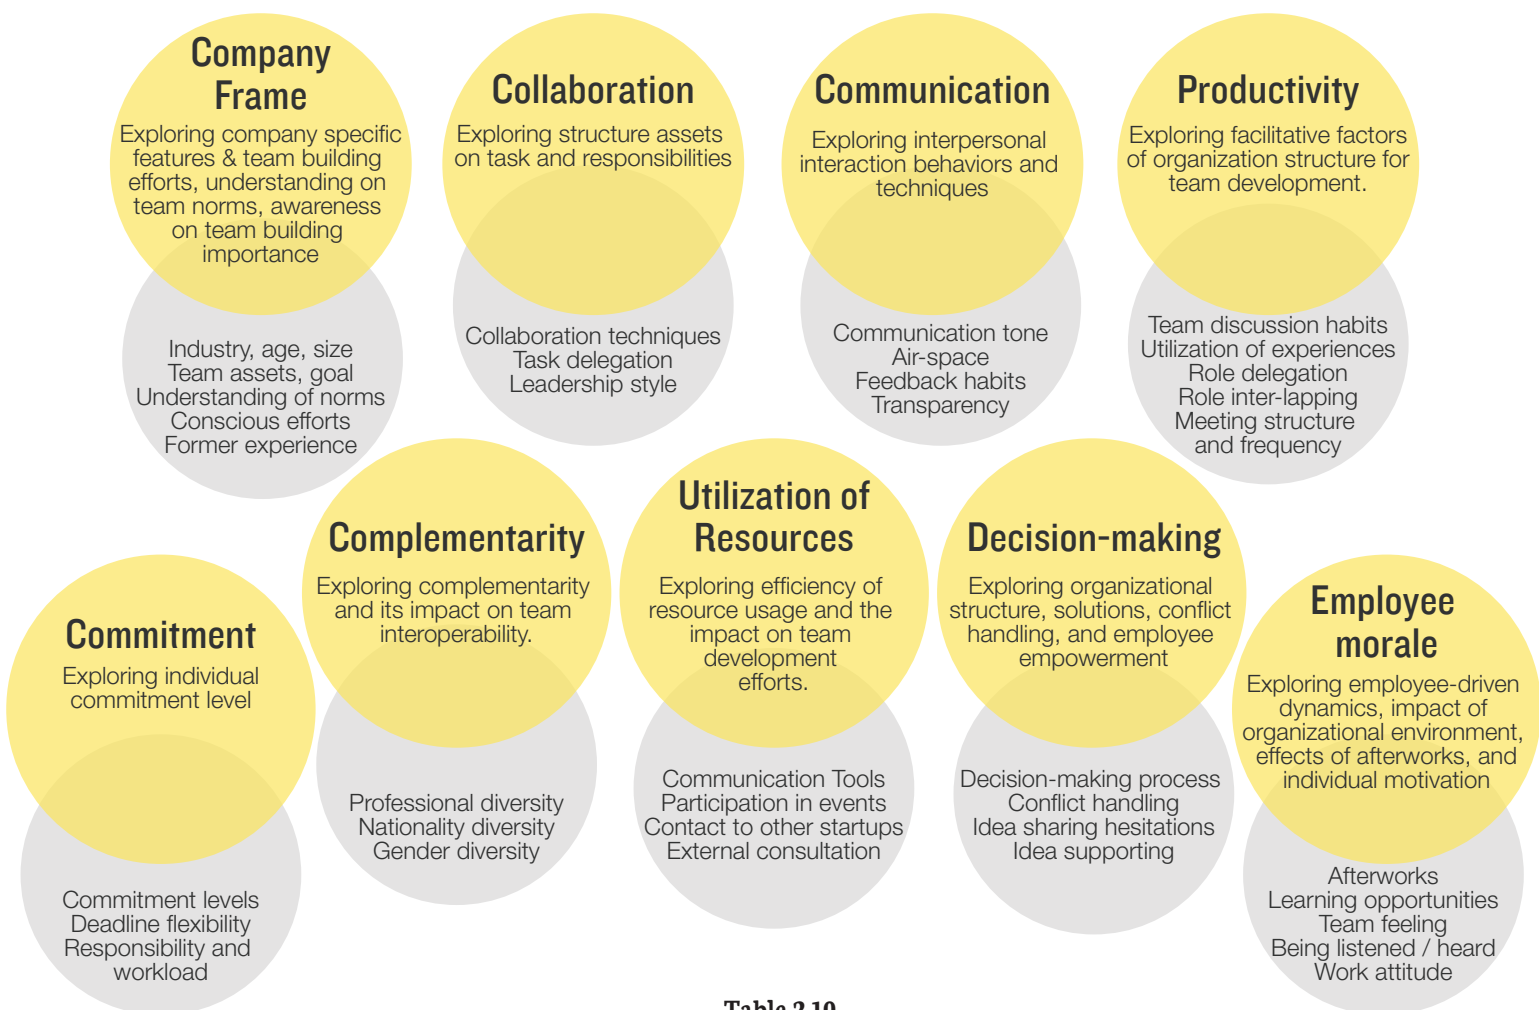 Company
Frame
Exploring company specific
features & team building
efforts, understanding on
team norms, awareness
on team building
importance
Industry, age, size
Team assets, goal
Understanding of norms
Conscious efforts
Former experience
Collaboration
Exploring structure assets
on task and responsibilities
Collaboration techniques
Task delegation
Leadership style
Communication
Exploring interpersonal
interaction behaviors and
techniques
Communication tone
Air-space
Feedback habits
Transparency
Productivity
Exploring facilitative factors
of organization structure for
team development.
Team discussion habits
Utilization of experiences
Role delegation
Role inter-lapping
Meeting structure
and frequency
Commitment
Exploring individual
commitment level
Commitment levels
Deadline flexibility
Responsibility and
workload
Complementarity
Exploring complementarity
and its impact on team
interoperability.
Professional diversity
Nationality diversity
Gender diversity
Utilization of
Resources
Exploring efficiency of
resource usage and the
impact on team
development
efforts.
Communication Tools
Participation in events
Contact to other startups
External consultation
Decision-making
Exploring organizational
structure, solutions, conflict
handling, and employee
empowerment
Decision-making process
Conflict handling
Idea sharing hesitations
Idea supporting
Employee
morale
Exploring employee-driven
dynamics, impact of
organizational environment,
effects of afterworks, and
individual motivation
Afterworks
Learning opportunities
Team feeling
Being listened / heard
Work attitude
Table 2.10